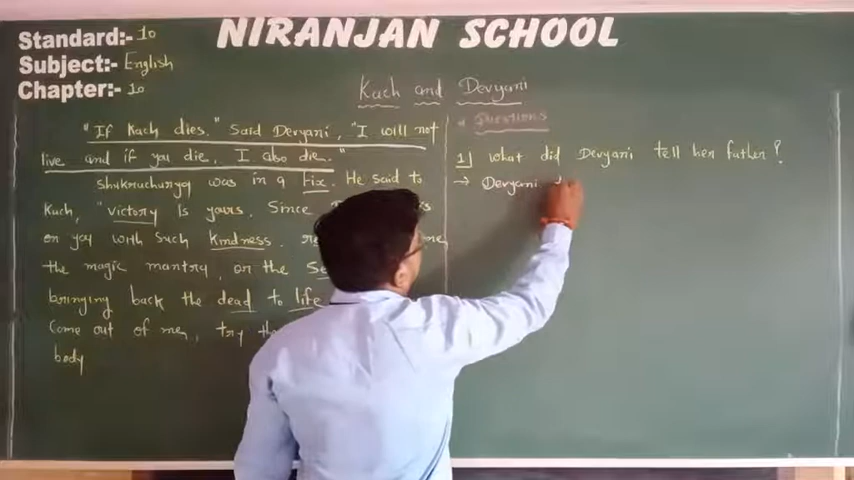 NIRANJAN SCHOOL
Standard:- 10
Subject:- English
Chapter:- 10
Kach and Devyani
"If Kach dies." Said Devyani, "I will not
live and if you die, I also die."
Shukracharya was in a fix. He said to
Kach, "victory is yours. Since is
on you with such kindness. me
the magic mantra, or the
bringing back the dead to life
Come out of me, try
body
Questions
1] what did Devyani tell her father?
→ Devyani